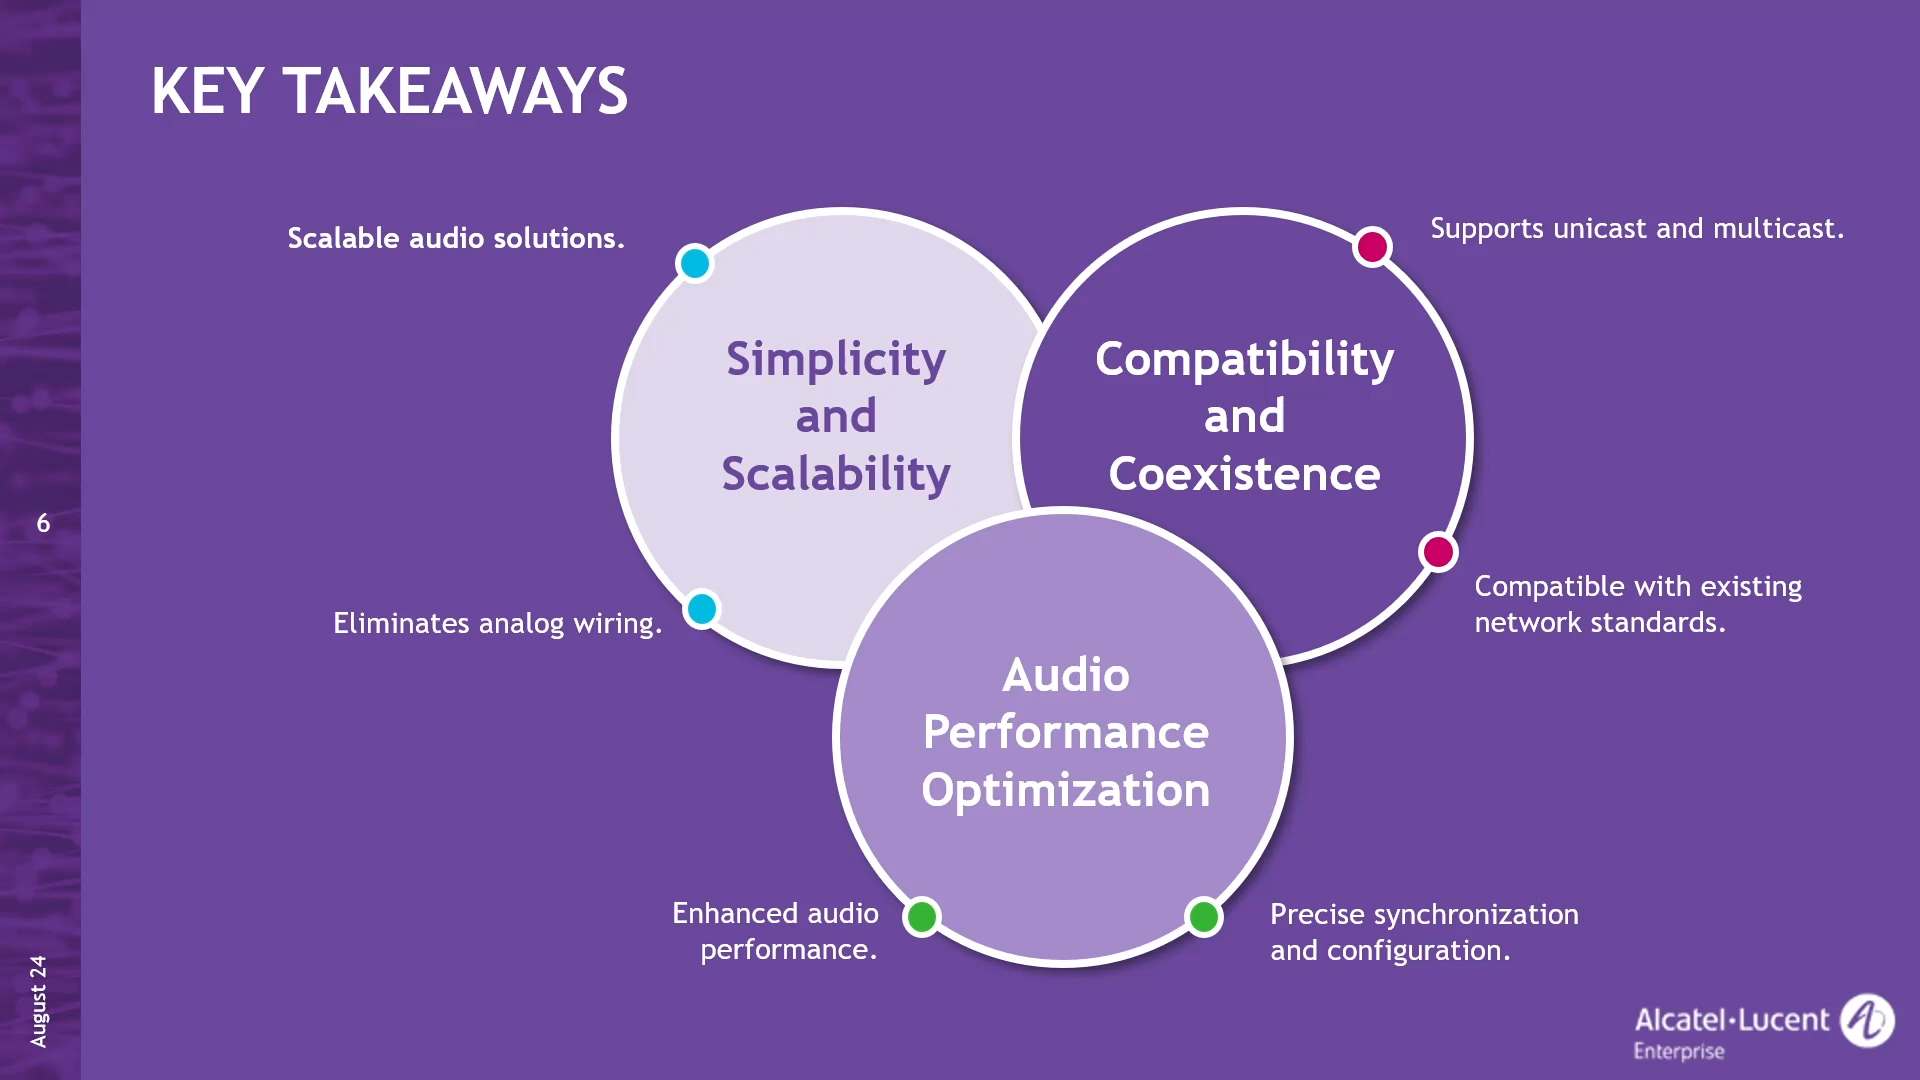 KEY TAKEAWAYS
Scalable audio solutions.
Simplicity
and
Scalability
Eliminates analog wiring.
Compatibility
and
Coexistence
Supports unicast and multicast.
Compatible with existing
network standards.
Audio
Performance
Optimization
Enhanced audio
performance.
Precise synchronization
and configuration.
6
August 24
Alcatel·Lucent
Enterprise